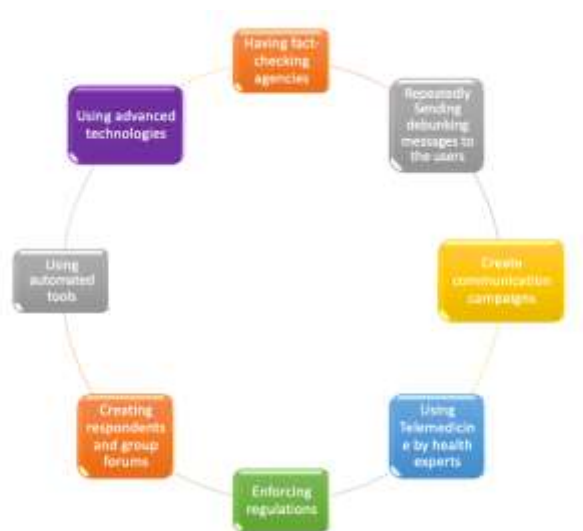 Having fact-
checking
agencies
Repeatedly
Sending
debunking
messages to
the users
Create
communication
campaigns
Using
Telemedicin
e by health
experts
Enforcing
regulations
Creating
respondents
and group
forums
Using
automated
tools
Using advanced
technologies